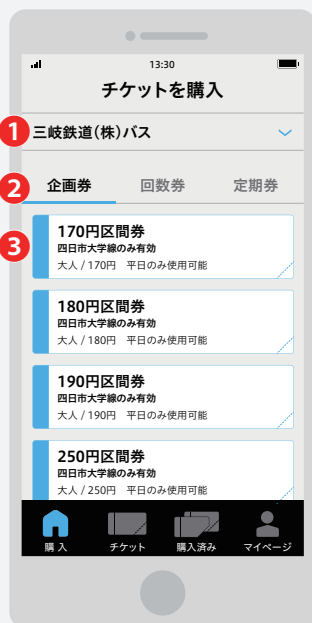 13:30
チケットを購入
1 三岐鉄道(株)バス
2 企画券 回数券 定期券
3 170円区間券
四日市大学線のみ有効
大人 / 170円 平日のみ使用可能
180円区間券
四日市大学線のみ有効
大人 / 180円 平日のみ使用可能
190円区間券
四日市大学線のみ有効
大人 / 190円 平日のみ使用可能
250円区間券
四日市大学線のみ有効
大人 / 250円 平日のみ使用可能
購入 チケット 購入済み マイページ